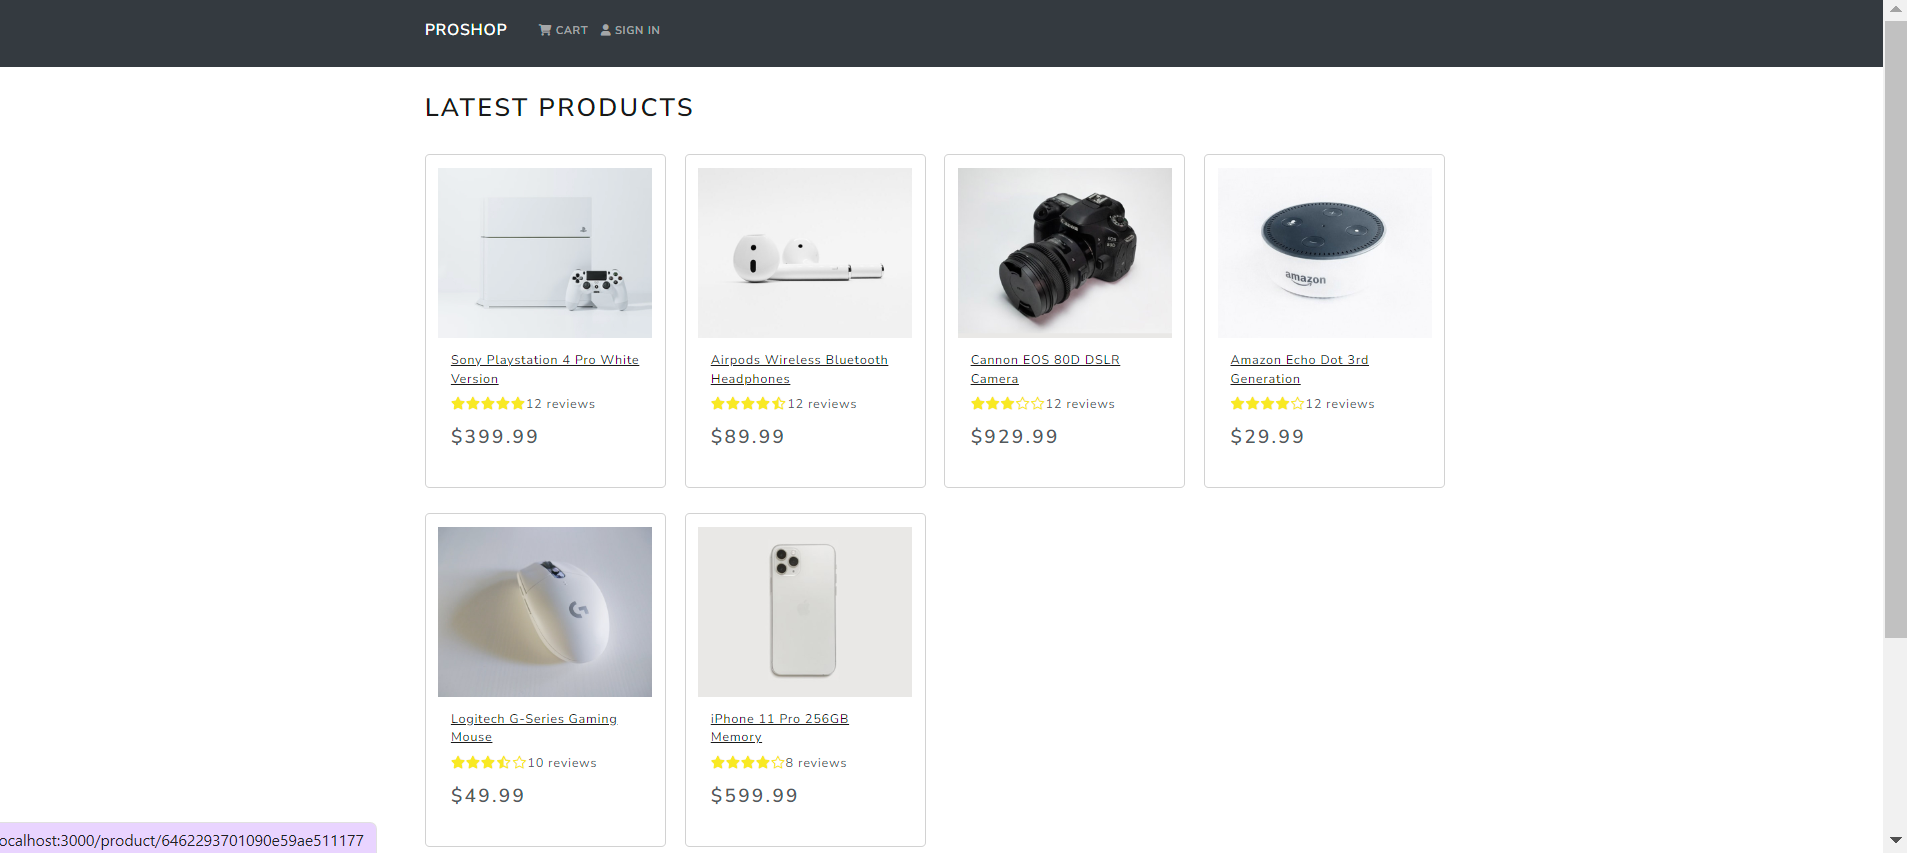 PROSHOP CART SIGN IN
LATEST PRODUCTS
amazon
Sony Playstation 4 Pro White
Version
12 reviews
$399.99
Airpods Wireless Bluetooth
Headphones
12 reviews
$89.99
Cannon EOS 80D DSLR
Camera
12 reviews
$929.99
Amazon Echo Dot 3rd
Generation
12 reviews
$29.99
Logitech G-Series Gaming
Mouse
10 reviews
$49.99
iPhone 11 Pro 256GB
Memory
8 reviews
$599.99
ocalhost:3000/product/6462293701090e59ae511177